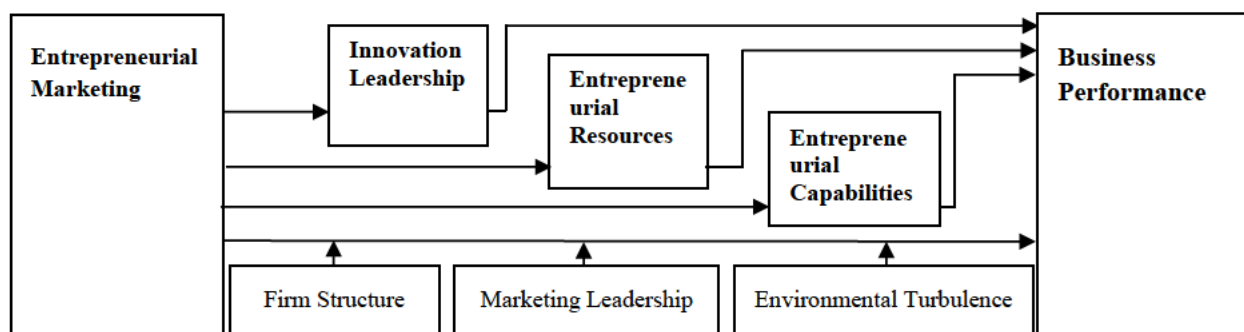 Entrepreneurial
Marketing
Innovation
Leadership
Entreprene
urial
Resources
Entreprene
urial
Capabilities
Business
Performance
Firm Structure
Marketing Leadership
Environmental Turbulence